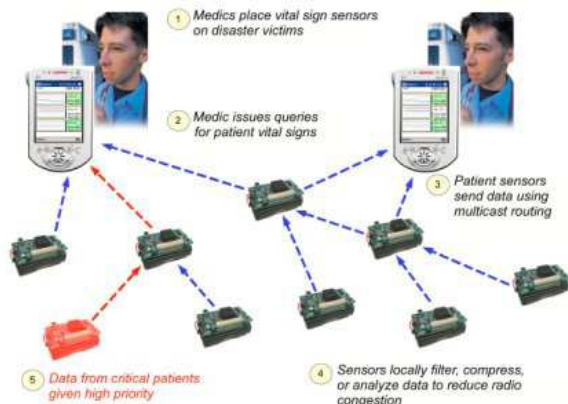 1 Medics place vital sign sensors
on disaster victims
2 Medic issues queries
for patient vital signs
3 Patient sensors
send data using
multicast routing
5 Data from critical patients
given high priority
4 Sensors locally filter, compress,
or analyze data to reduce radio
congestion